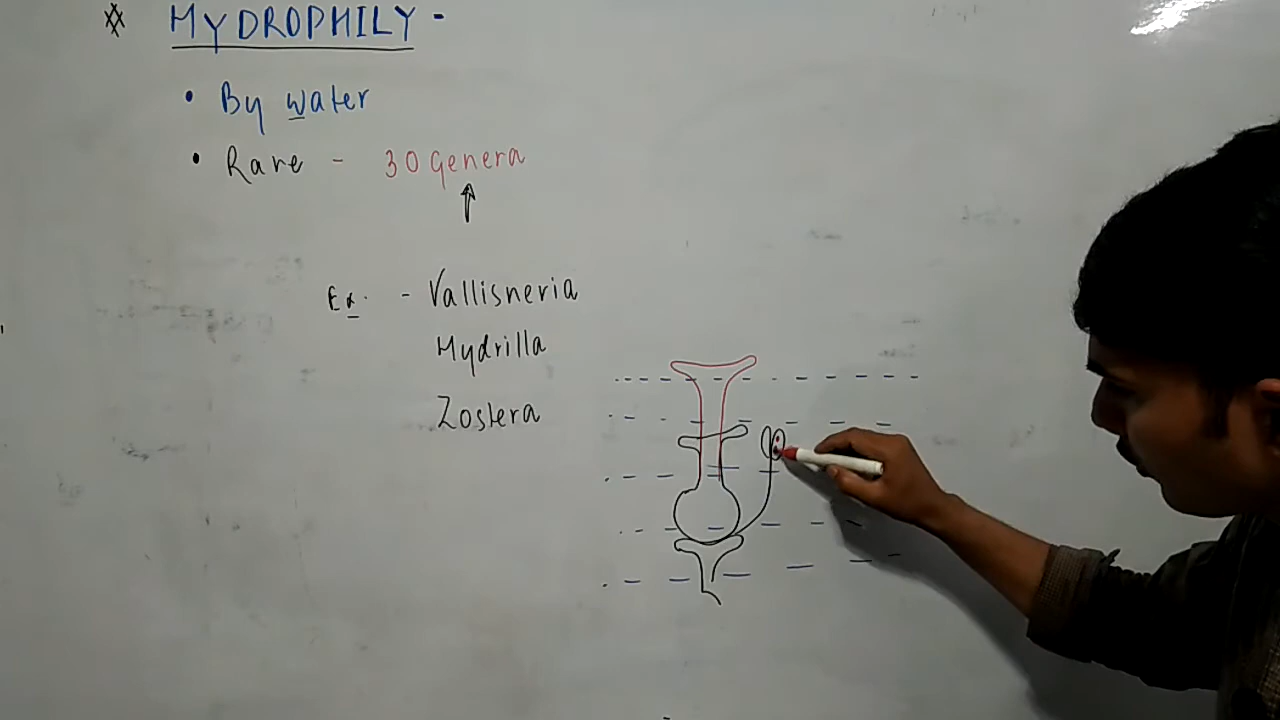 ※ HYDROPHILY -
• By water
• Rare - 30 Genera
Ex. - Vallisneria
Hydrilla
Zostera